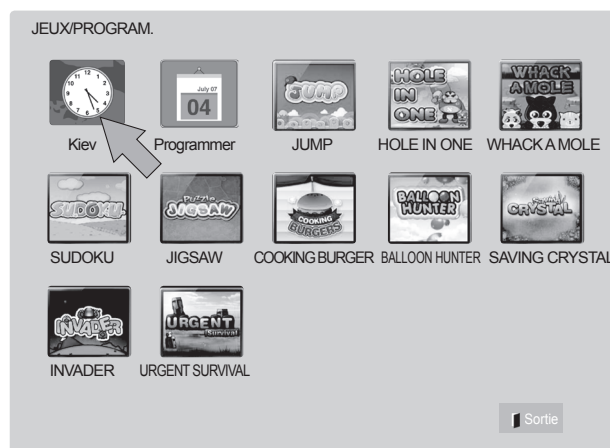 JEUX/PROGRAM.
July 07
04
JUMP
HOLE IN ONE
WHACK A MOLE
Kiev
Programmer
JUMP
HOLE IN ONE
WHACK A MOLE
SUDOKU
Puzzle JIGSAW
COOKING BURGERS
BALLOON HUNTER
Saving CRYSTAL
SUDOKU
JIGSAW
COOKING BURGER
BALLOON HUNTER
SAVING CRYSTAL
INVADER
URGENT Survival
INVADER
URGENT SURVIVAL
Sortie